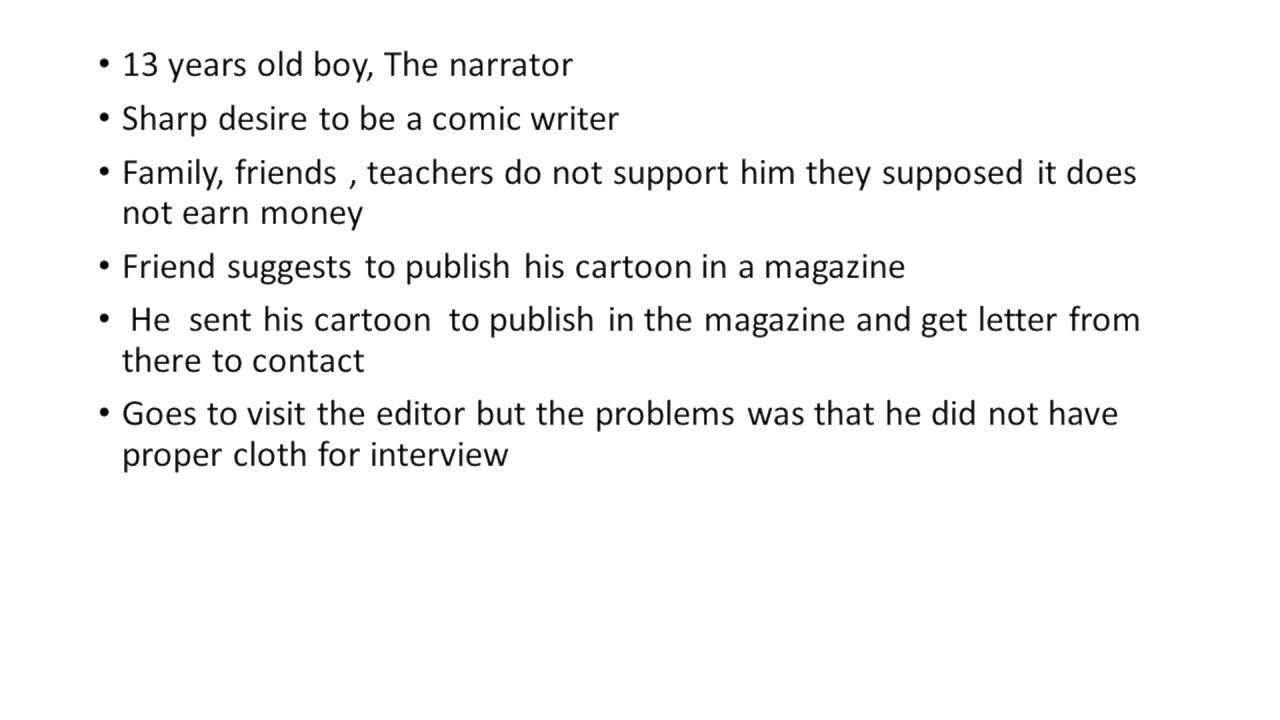 • 13 years old boy, The narrator
• Sharp desire to be a comic writer
• Family, friends , teachers do not support him they supposed it does
not earn money
• Friend suggests to publish his cartoon in a magazine
• He sent his cartoon to publish in the magazine and get letter from
there to contact
• Goes to visit the editor but the problems was that he did not have
proper cloth for interview